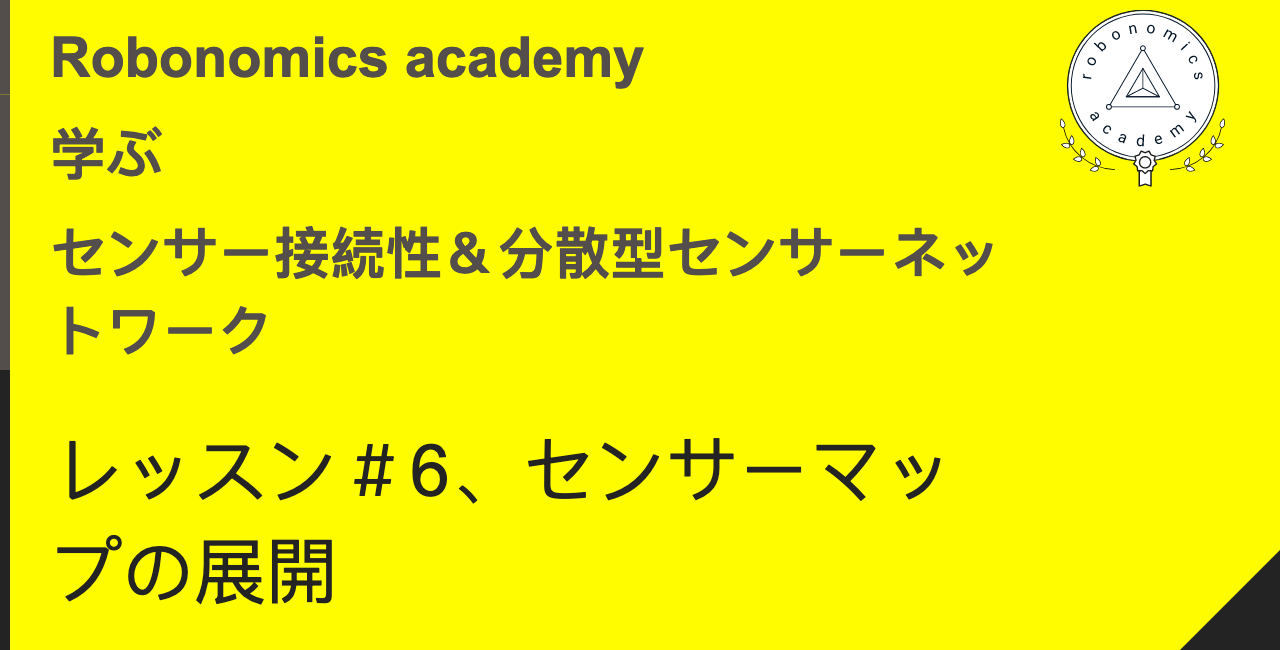 Robonomics academy
学ぶ
センサー接続性＆分散型センサーネッ
トワーク
レッスン＃６、センサーマッ
プの展開
robonomics
academy